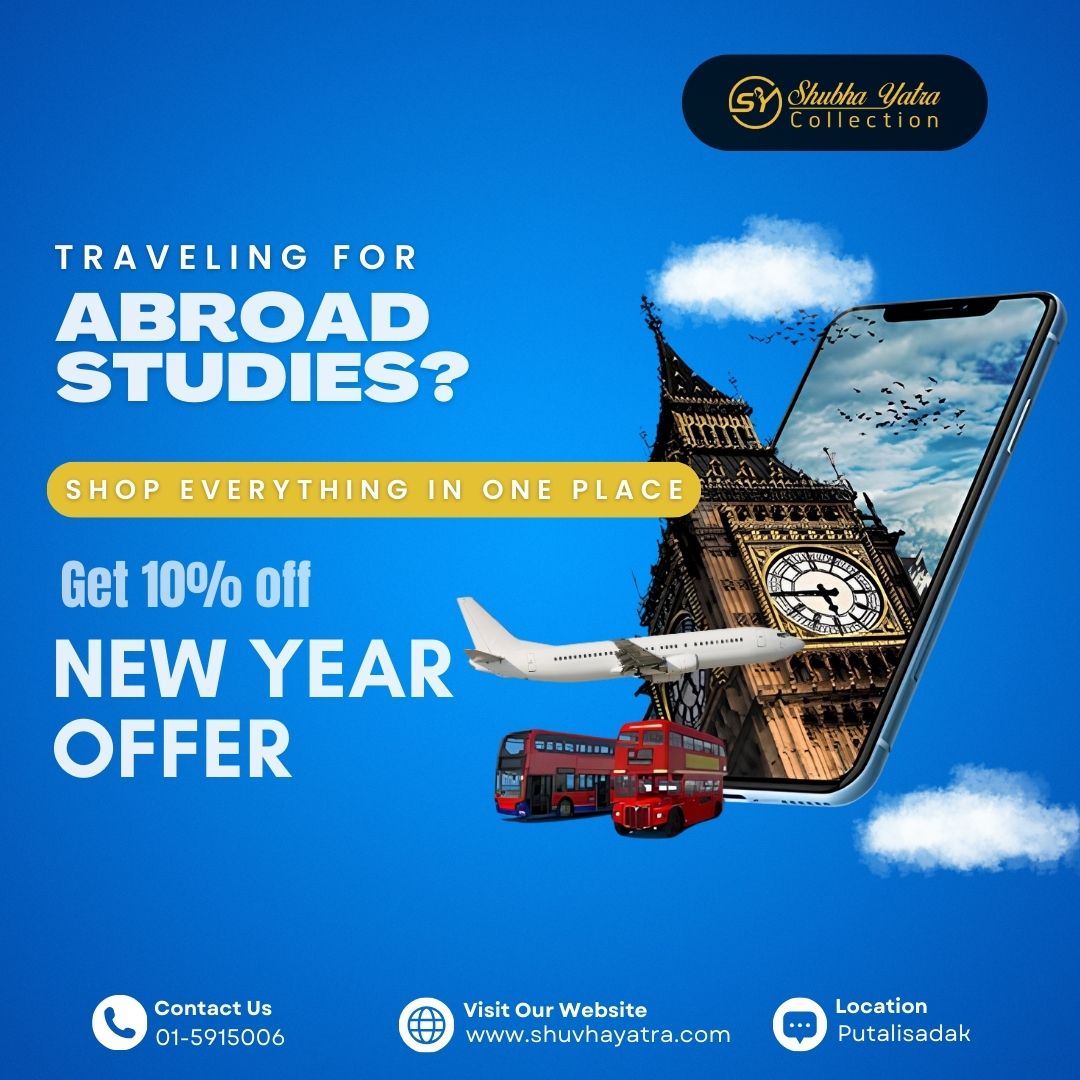 SY Shubha Yatra
Collection
TRAVELING FOR
ABROAD
STUDIES?
SHOP EVERYTHING IN ONE PLACE
Get 10% off
NEW YEAR
OFFER
Contact Us
01-5915006
Visit Our Website
www.shuvhayatra.com
Location
Putalisadak